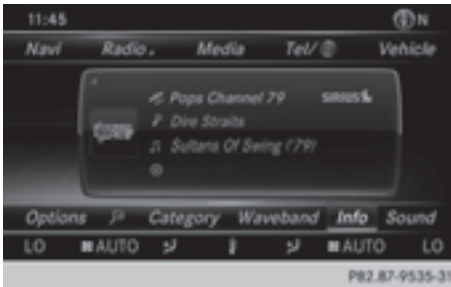 11:45 N
Navi Radio Media Tel/ Vehicle
Pops Channel 79 SIRIUS
Dire Straits
Sultans Of Swing ('79)
Options Category Waveband Info Sound
LO AUTO AUTO LO
P82.87-9535-31